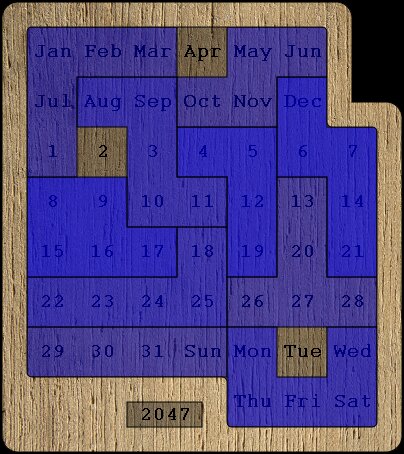 Jan Feb Mar Apr May Jun
Jul Aug Sep Oct Nov Dec
1 2 3 4 5 6 7
8 9 10 11 12 13 14
15 16 17 18 19 20 21
22 23 24 25 26 27 28
29 30 31 Sun Mon Tue Wed
Thu Fri Sat
2047